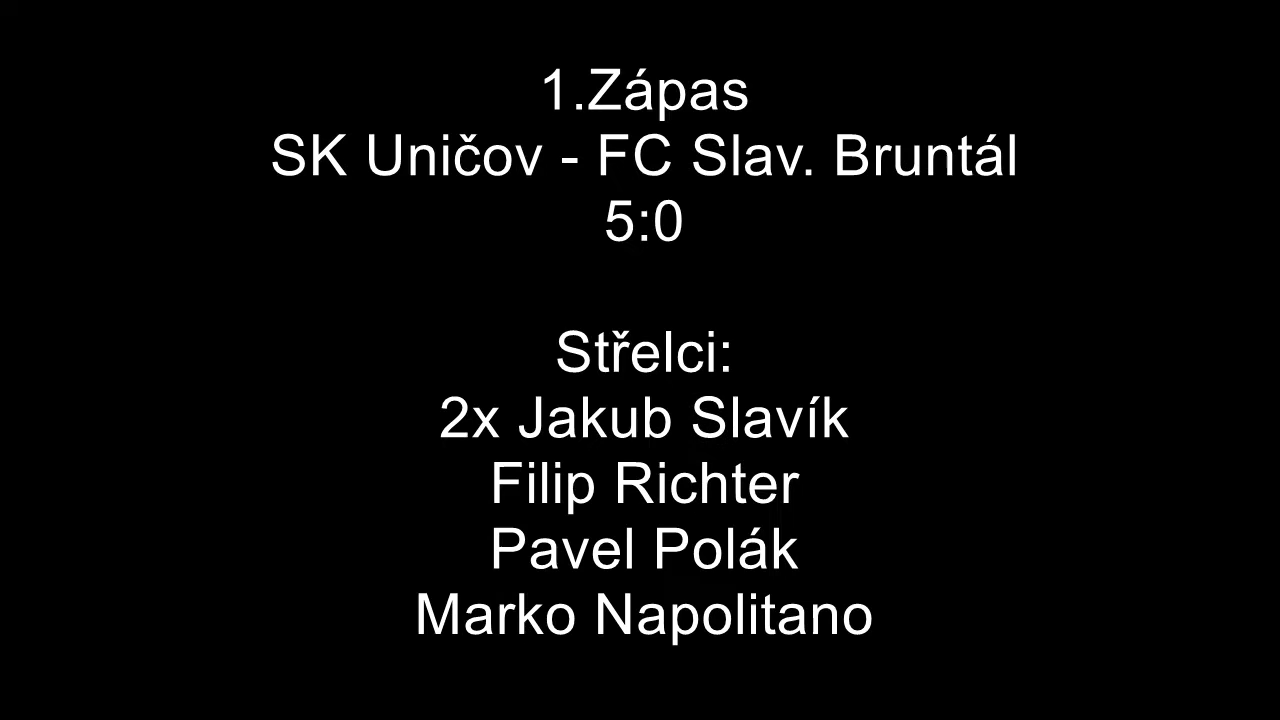 1.Zápas
SK Uničov - FC Slav. Bruntál
5:0
Střelci:
2x Jakub Slavík
Filip Richter
Pavel Polák
Marko Napolitano